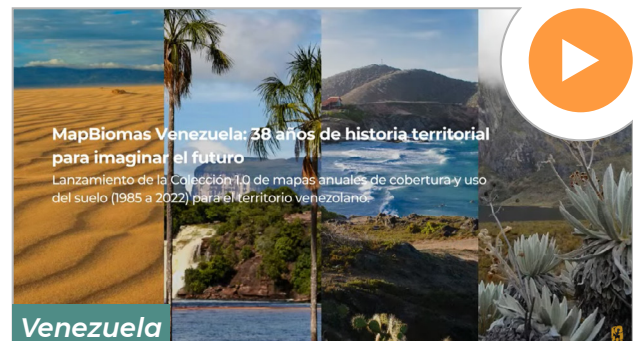 MapBiomas Venezuela: 38 años de historia territorial
para imaginar el futuro
Lanzamiento de la Colección 1.0 de mapas anuales de cobertura y uso
del suelo (1985 a 2022) para el territorio venezolano.
Venezuela